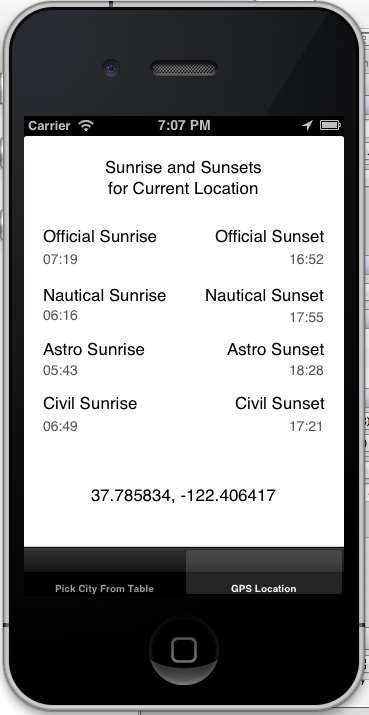 Carrier 7:07 PM
Sunrise and Sunsets
for Current Location
Official Sunrise Official Sunset
07:19 16:52
Nautical Sunrise Nautical Sunset
06:16 17:55
Astro Sunrise Astro Sunset
05:43 18:28
Civil Sunrise Civil Sunset
06:49 17:21
37.785834, -122.406417
Pick City From Table GPS Location